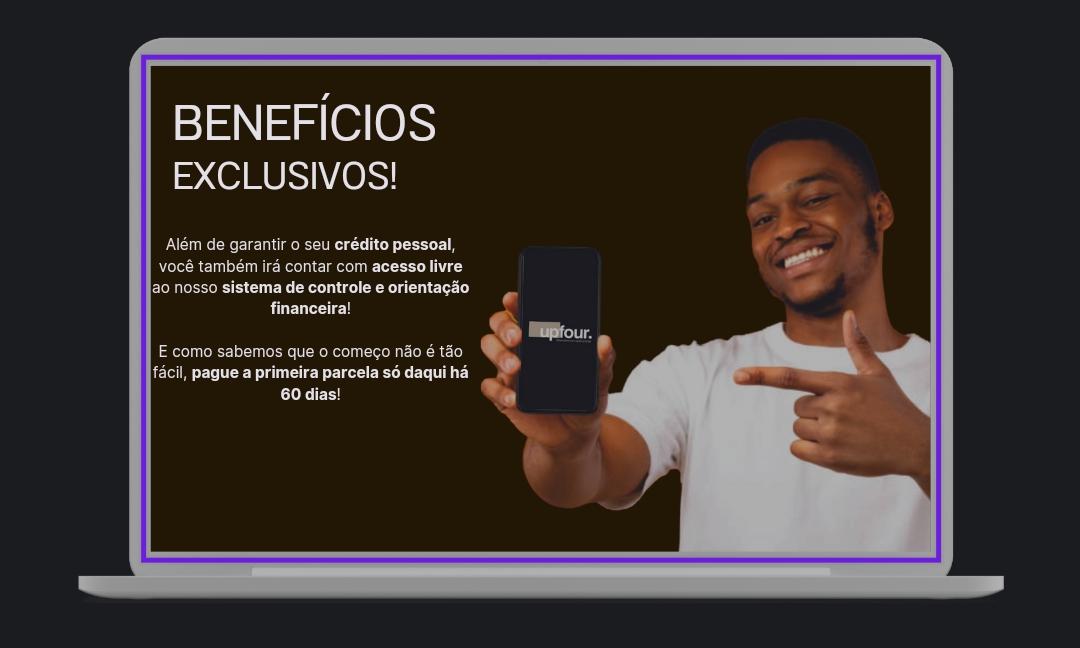 BENEFÍCIOS
EXCLUSIVOS!
Além de garantir o seu crédito pessoal,
você também irá contar com acesso livre
ao nosso sistema de controle e orientação
financeira!
E como sabemos que o começo não é tão
fácil, pague a primeira parcela só daqui há
60 dias!
upfour.